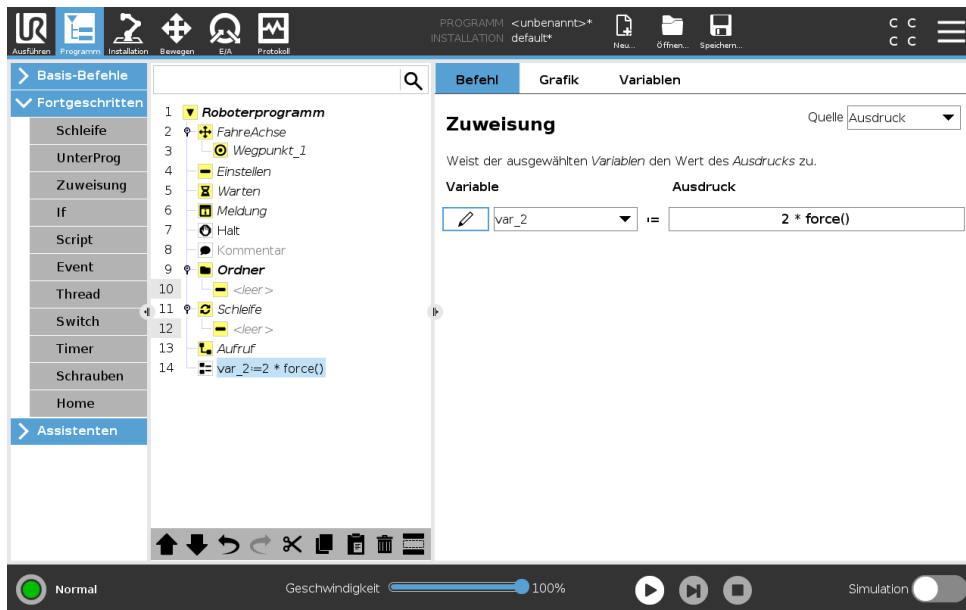 PROGRAMM <unbenannt>*
INSTALLATION default*
Ausführen Programm Installation Bewegen E/A Protokoll
Neu... Öffnen... Speichern...
C C
C C
Basis-Befehle
Fortgeschritten
Schleife
UnterProg
Zuweisung
If
Script
Event
Thread
Switch
Timer
Schrauben
Home
Assistenten
1 Roboterprogramm
2 FahreAchse
3 Wegpunkt_1
4 Einstellen
5 Warten
6 Meldung
7 Halt
8 Kommentar
9 Ordner
10 <leer>
11 Schleife
12 <leer>
13 Aufruf
14 var_2:=2 * force()
Befehl Grafik Variablen
Zuweisung
Quelle Ausdruck
Weist der ausgewählten Variablen den Wert des Ausdrucks zu.
Variable Ausdruck
var_2 := 2 * force()
Normal
Geschwindigkeit 100%
Simulation